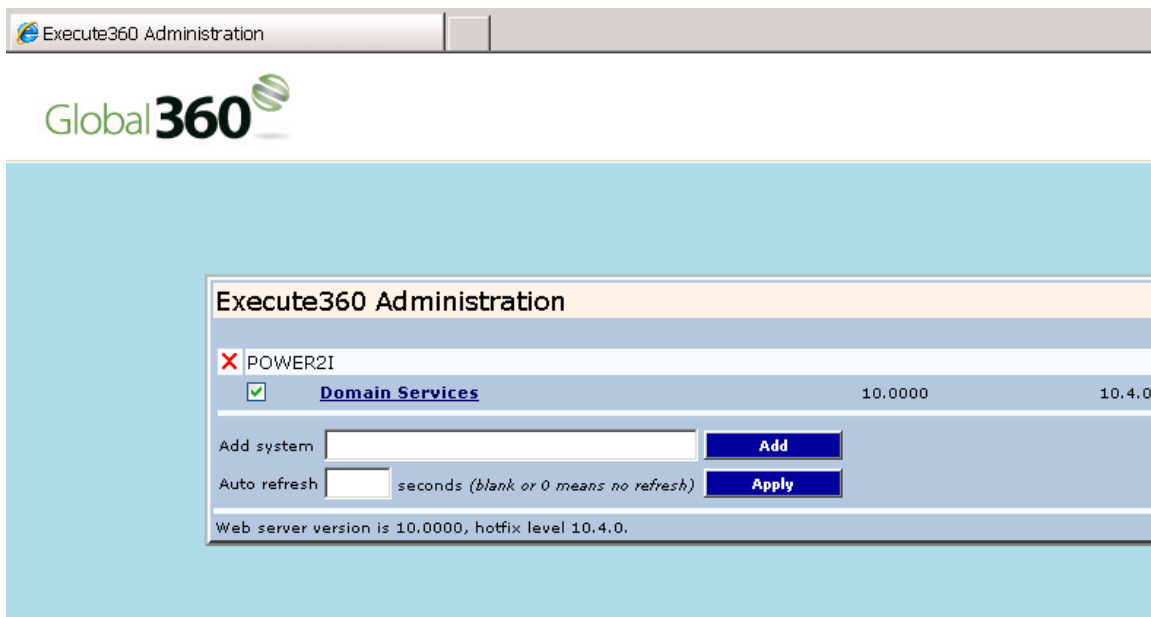 Execute360 Administration
Global360
Execute360 Administration
POWER2I
Domain Services 10.0000 10.4.0
Add system Add
Auto refresh seconds (blank or 0 means no refresh) Apply
Web server version is 10.0000, hotfix level 10.4.0.